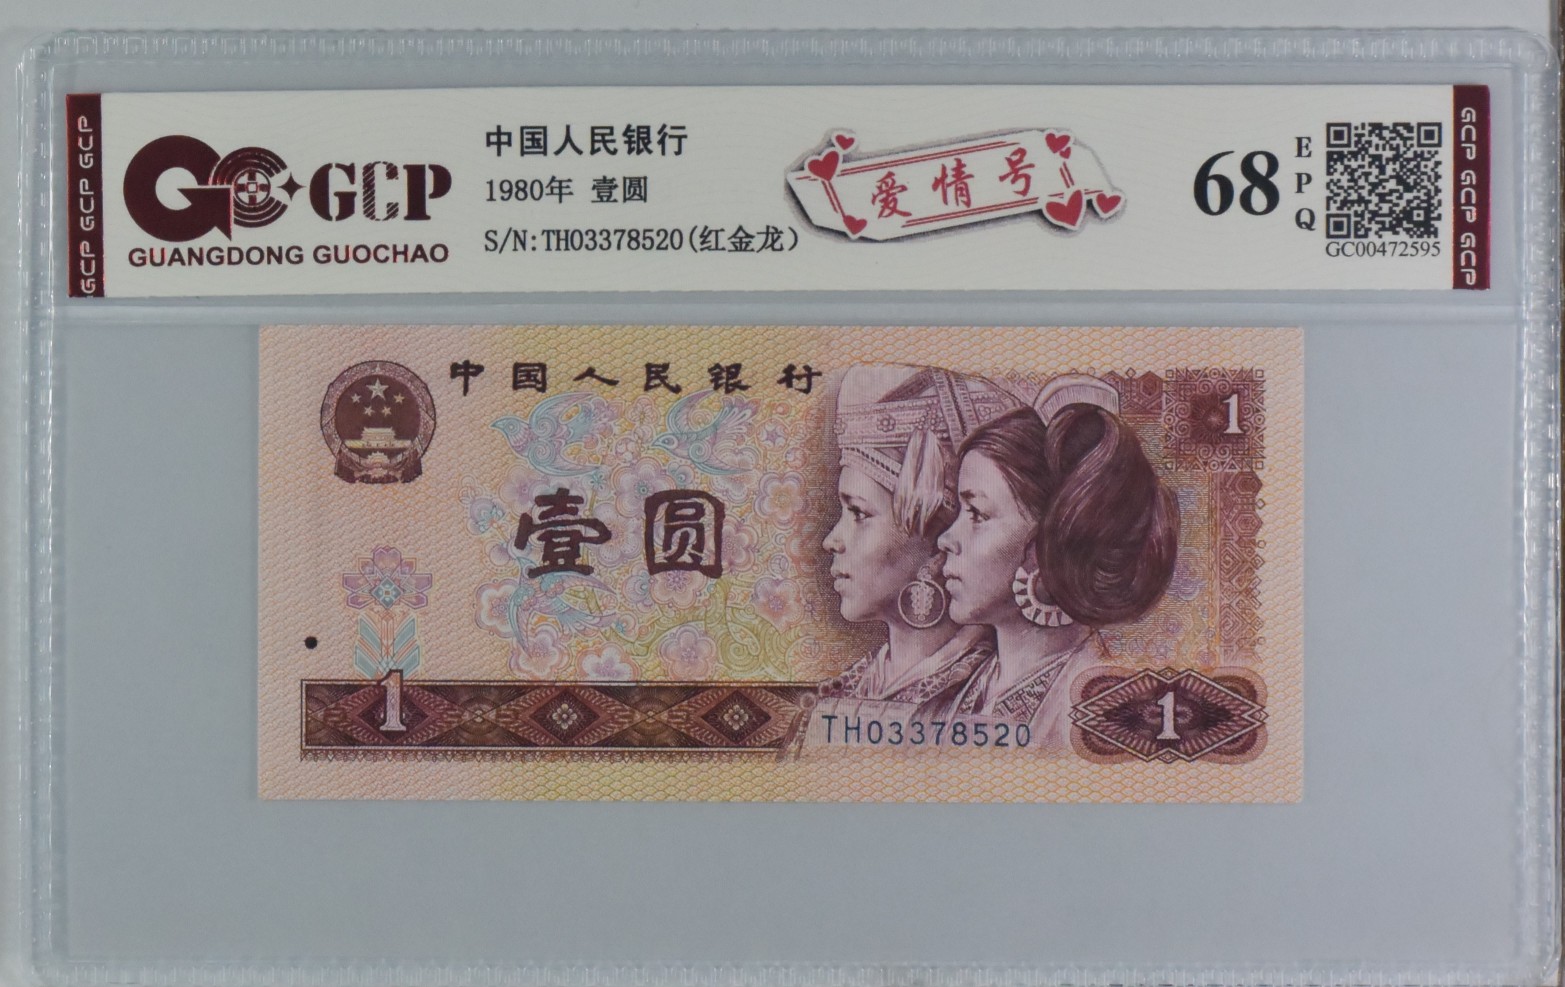 GCP GCP GCP
GCP
GUANGDONG GUOCHAO
中国人民银行
1980年 壹圆
S/N:TH03378520(红金龙)
爱情号
68
EPQ
GC00472595
GCP GCP GCP
中国人民银行
1
壹圆
1
TH03378520
1